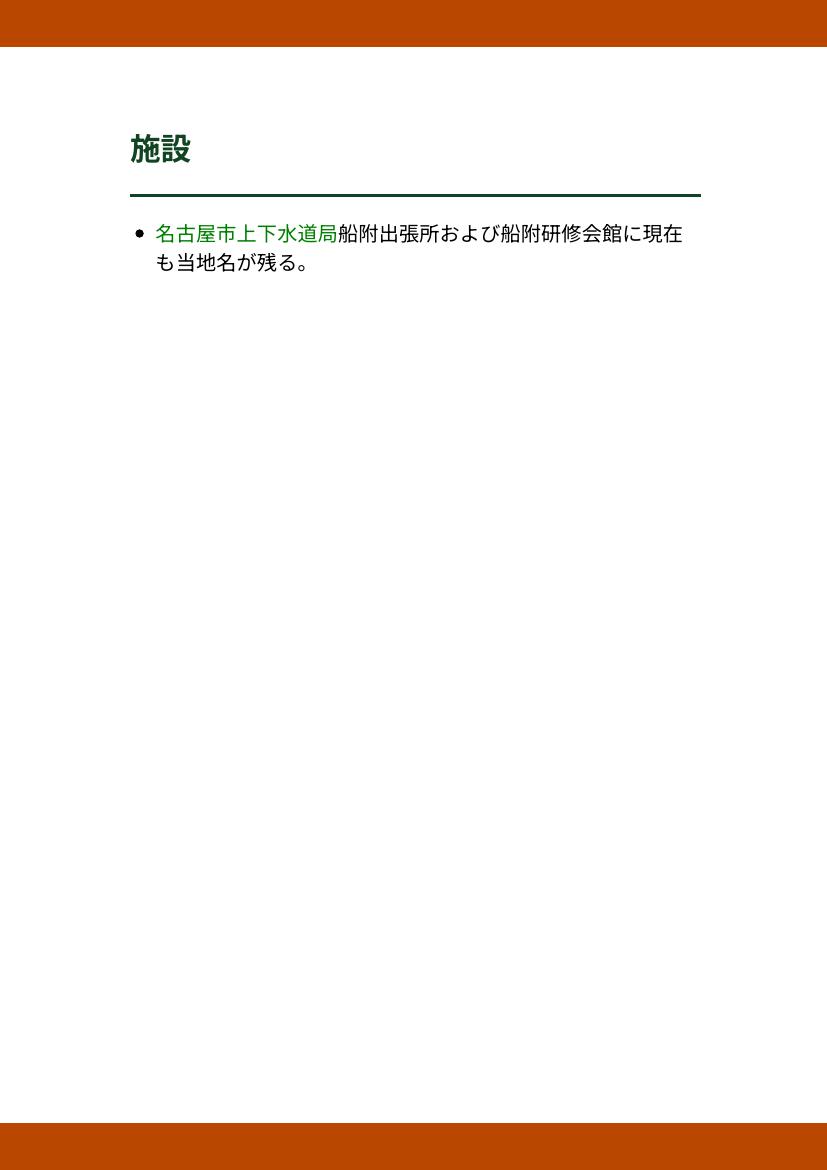 施設
名古屋市上下水道局船附出張所および船附研修会館に現在
も当地名が残る。